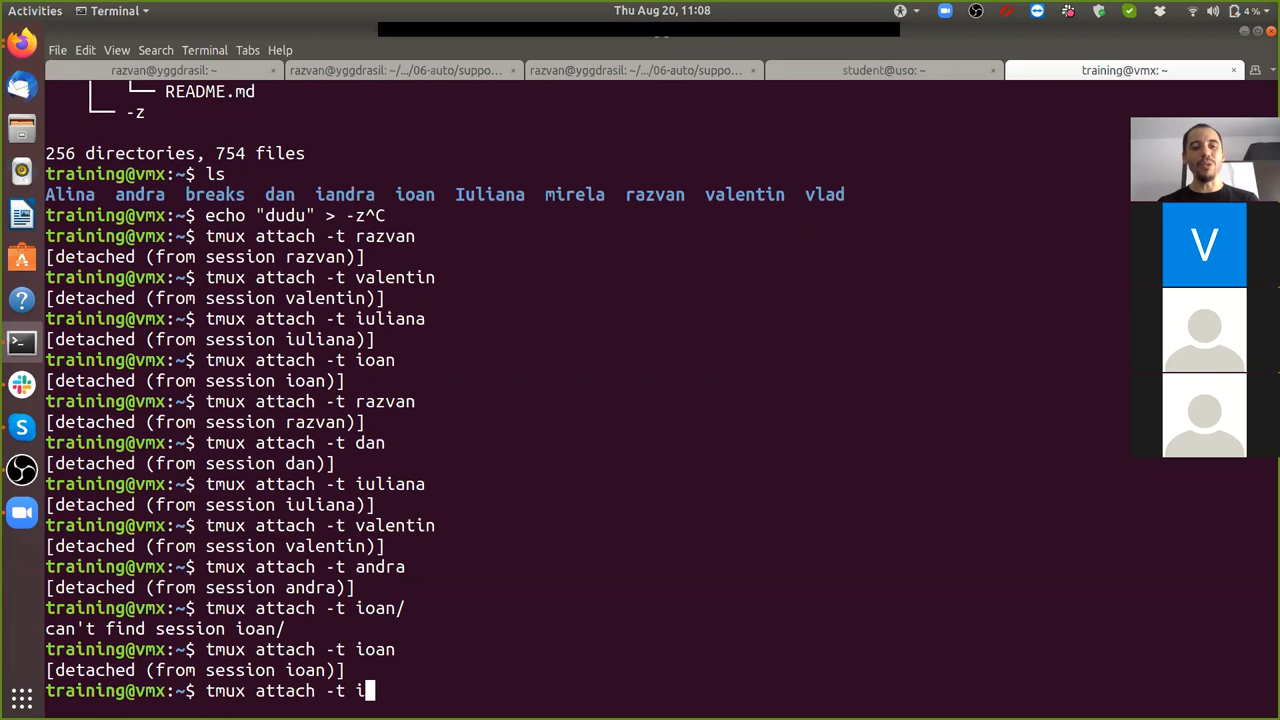 Activities Terminal Thu Aug 20, 11:08 4 %
File Edit View Search Terminal Tabs Help
razvan@yggdrasil: ~ × razvan@yggdrasil: ~/.../06-auto/suppo... × razvan@yggdrasil: ~/.../06-auto/suppo... × student@uso: ~ × training@vmx: ~ ×
│ └── README.md
└── -z
256 directories, 754 files
training@vmx:~$ ls
Alina andra breaks dan iandra ioan Iuliana mirela razvan valentin vlad
training@vmx:~$ echo "dudu" > -z^C
training@vmx:~$ tmux attach -t razvan
[detached (from session razvan)]
training@vmx:~$ tmux attach -t valentin
[detached (from session valentin)]
training@vmx:~$ tmux attach -t iuliana
[detached (from session iuliana)]
training@vmx:~$ tmux attach -t ioan
[detached (from session ioan)]
training@vmx:~$ tmux attach -t razvan
[detached (from session razvan)]
training@vmx:~$ tmux attach -t dan
[detached (from session dan)]
training@vmx:~$ tmux attach -t iuliana
[detached (from session iuliana)]
training@vmx:~$ tmux attach -t valentin
[detached (from session valentin)]
training@vmx:~$ tmux attach -t andra
[detached (from session andra)]
training@vmx:~$ tmux attach -t ioan/
can't find session ioan/
training@vmx:~$ tmux attach -t ioan
[detached (from session ioan)]
training@vmx:~$ tmux attach -t i
V